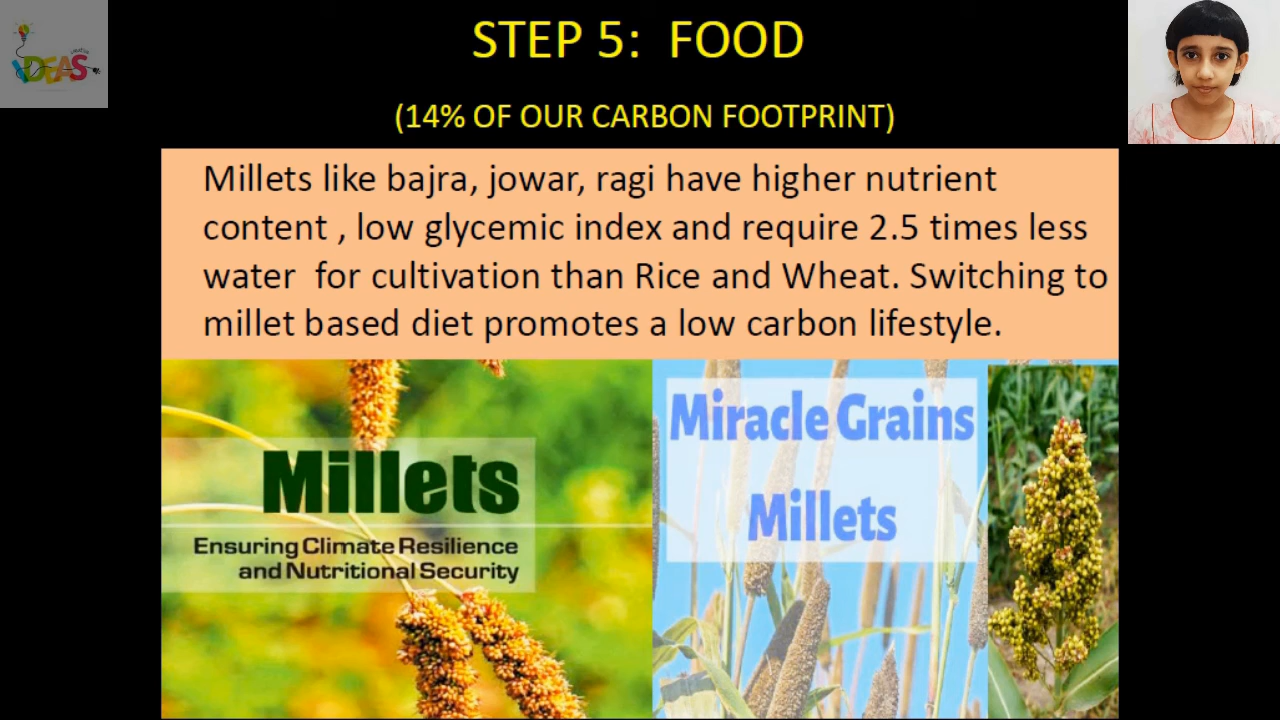 CREATIVE
IDEAS
STEP 5: FOOD
(14% OF OUR CARBON FOOTPRINT)
Millets like bajra, jowar, ragi have higher nutrient
content , low glycemic index and require 2.5 times less
water for cultivation than Rice and Wheat. Switching to
millet based diet promotes a low carbon lifestyle.
Millets
Ensuring Climate Resilience
and Nutritional Security
Miracle Grains
Millets